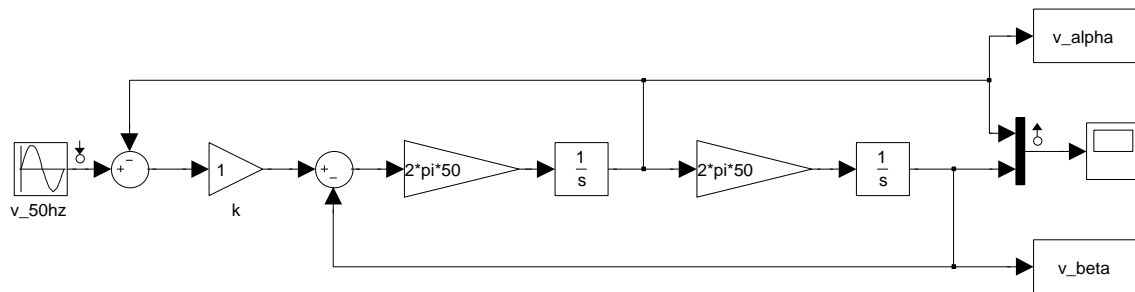 v_alpha
−
+
1
+
−
2*pi*50
1
s
2*pi*50
1
s
v_50hz
k
v_beta